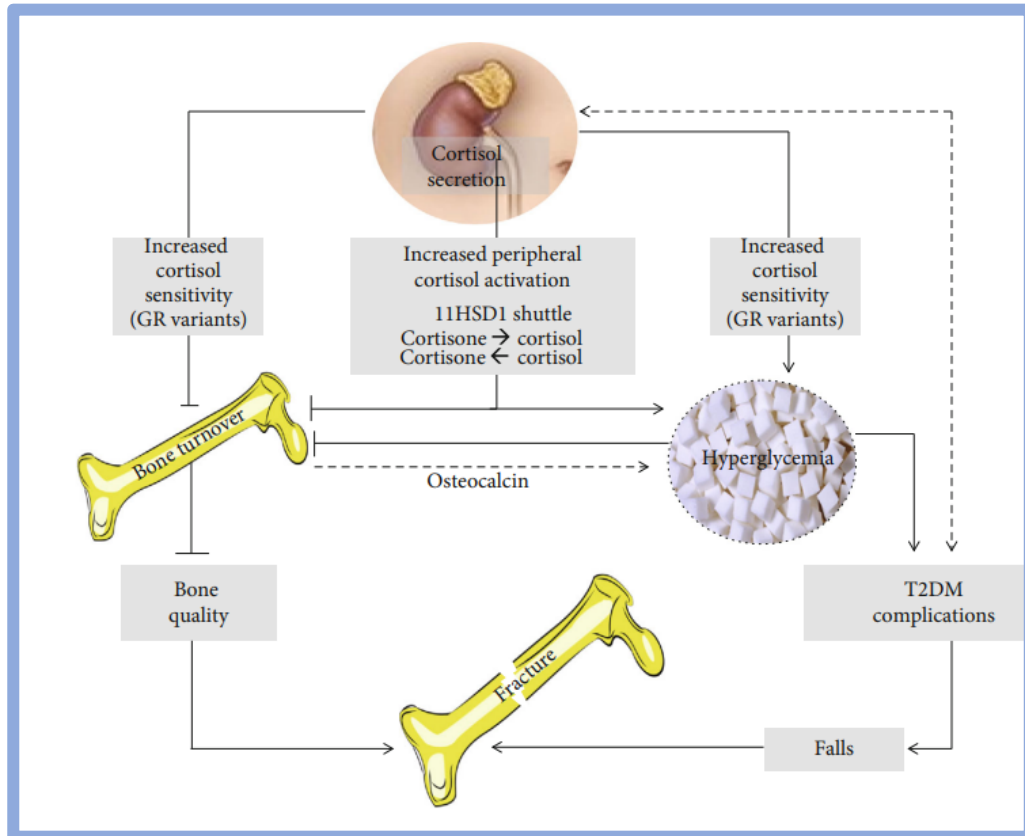 Cortisol
secretion
Increased
cortisol
sensitivity
(GR variants)
Increased peripheral
cortisol activation
11HSD1 shuttle
Cortisone → cortisol
Cortisone ← cortisol
Increased
cortisol
sensitivity
(GR variants)
Bone turnover
Hyperglycemia
Osteocalcin
Bone
quality
T2DM
complications
Fracture
Falls